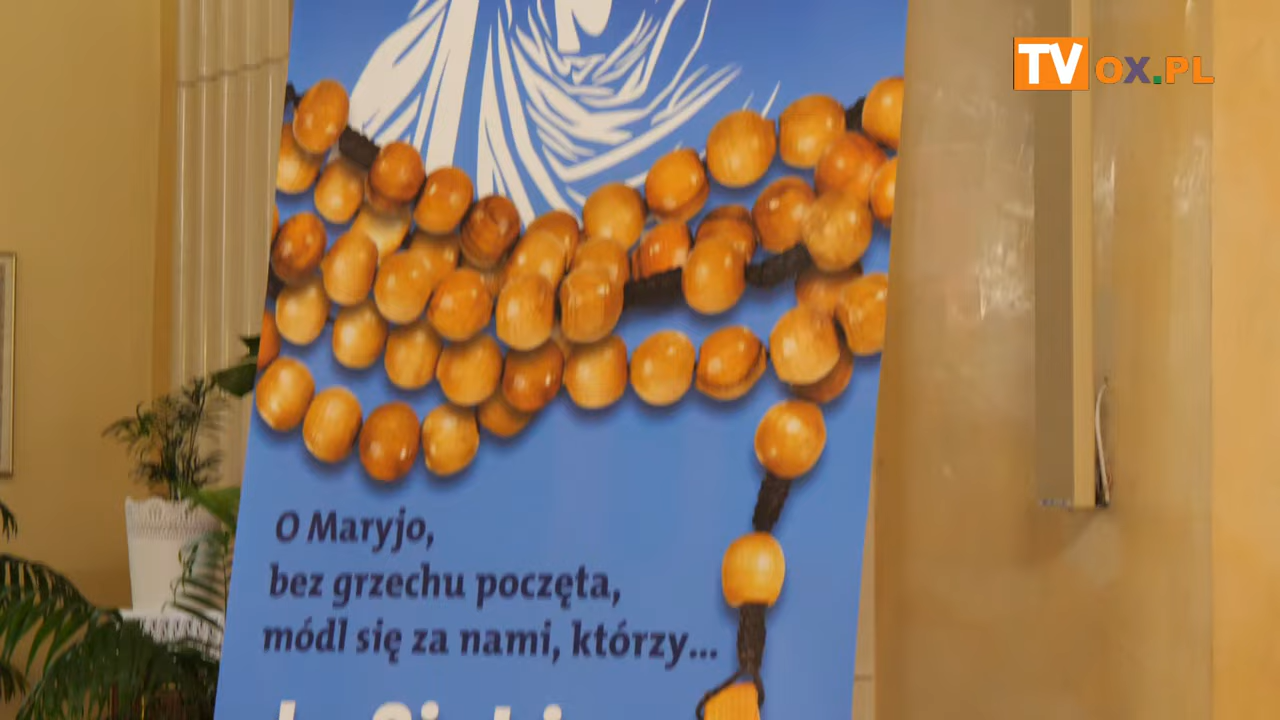 TVOX.PL
O Maryjo,
bez grzechu poczęta,
módl się za nami, którzy...